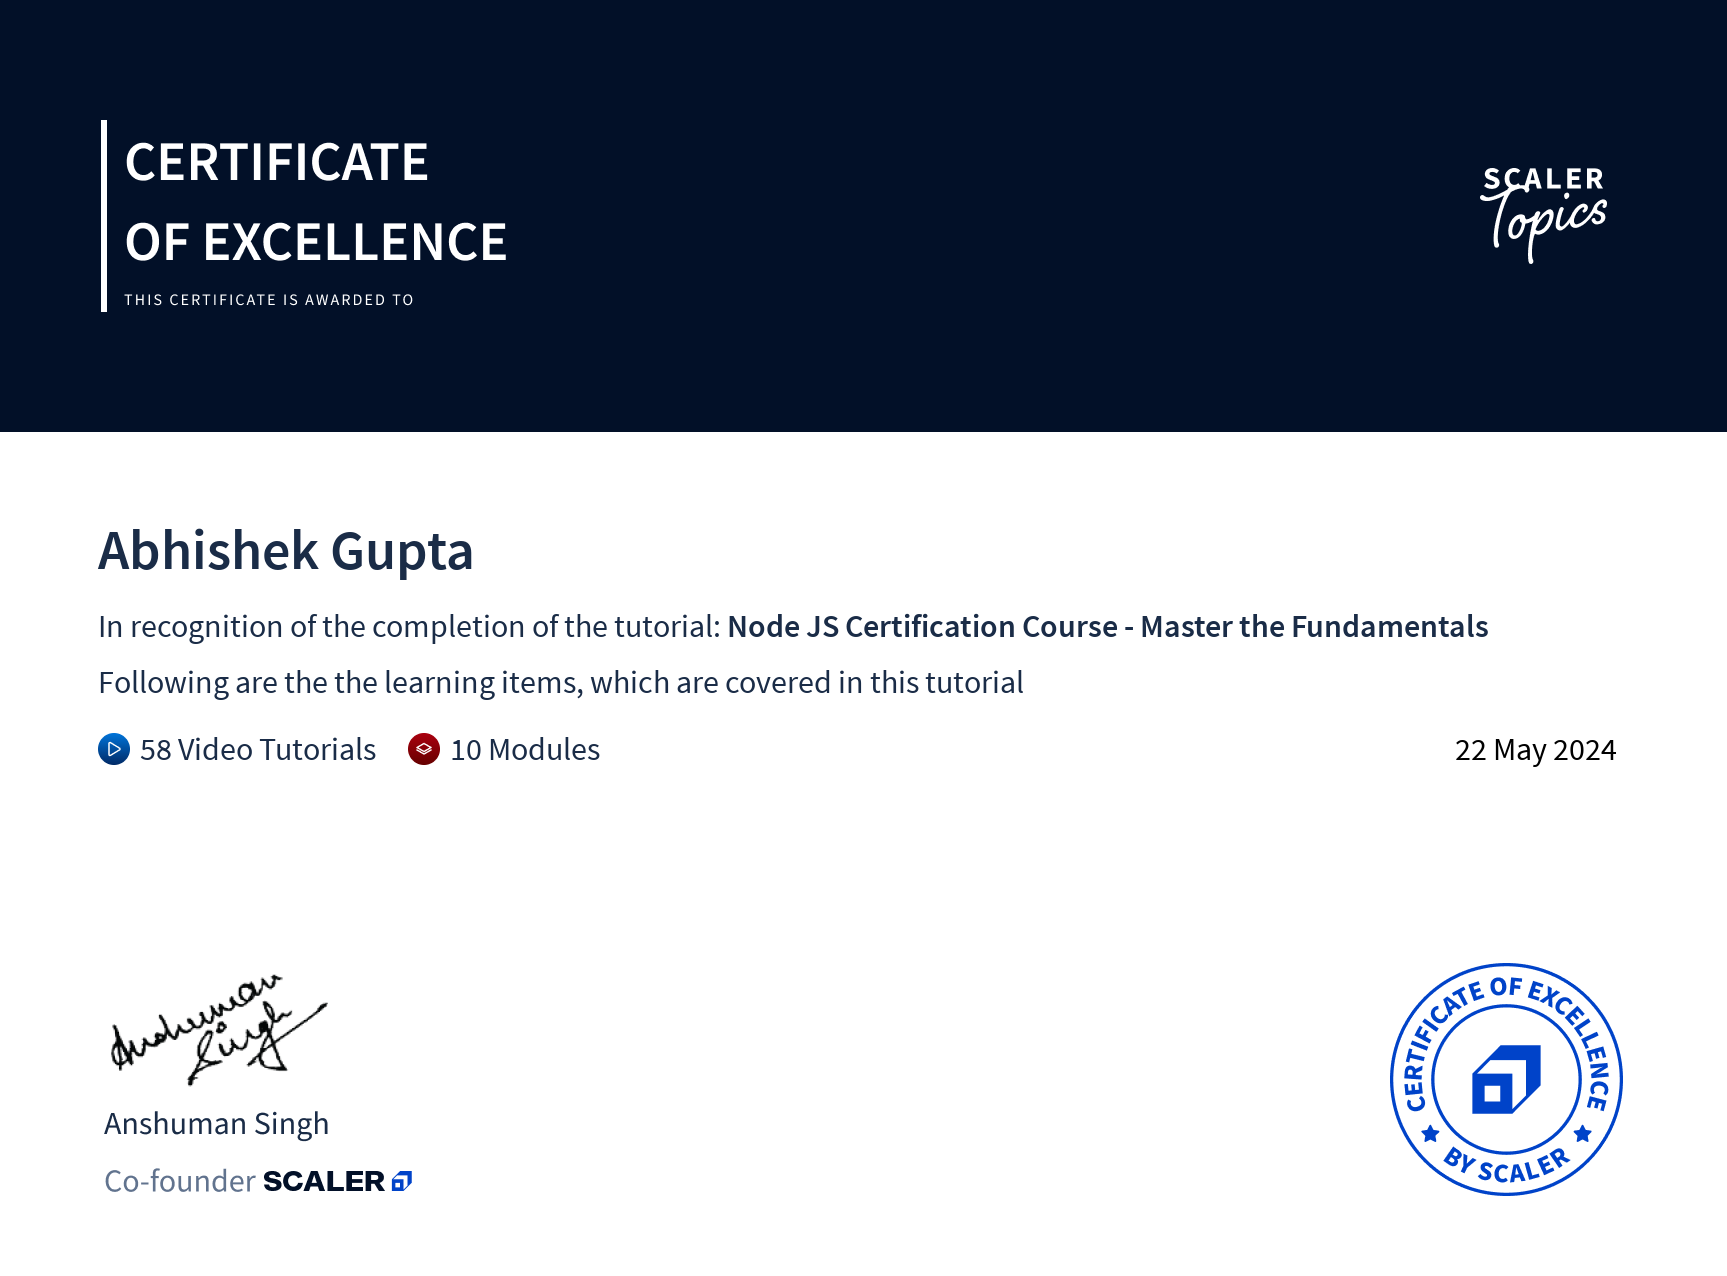 CERTIFICATE
OF EXCELLENCE
THIS CERTIFICATE IS AWARDED TO
SCALER
Topics
Abhishek Gupta
In recognition of the completion of the tutorial: Node JS Certification Course - Master the Fundamentals
Following are the the learning items, which are covered in this tutorial
58 Video Tutorials 10 Modules 22 May 2024
Anshuman
Singh
Anshuman Singh
Co-founder SCALER
CERTIFICATE OF EXCELLENCE
BY SCALER